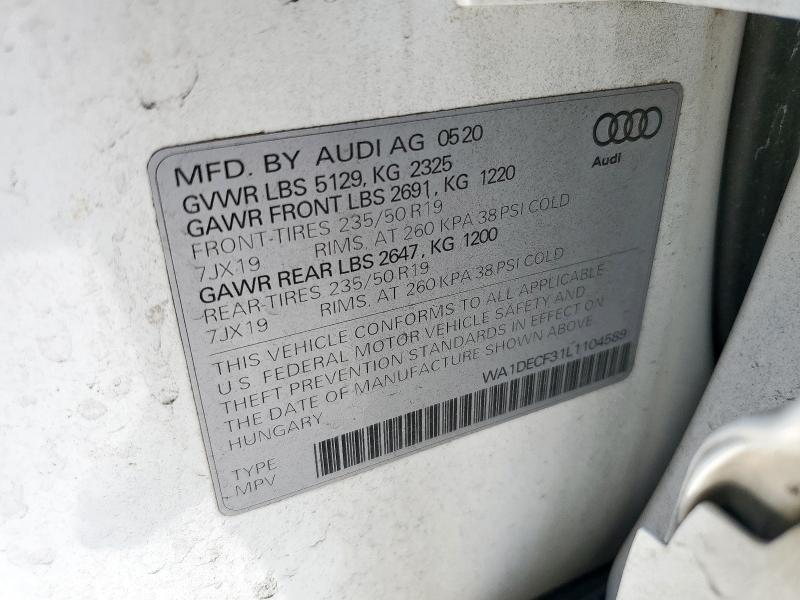 MFD. BY AUDI AG 0520
GVWR LBS 5129, KG 2325
GAWR FRONT LBS 2691, KG 1220
FRONT-TIRES 235/50 R19
7JX19 RIMS. AT 260 KPA 38 PSI COLD
GAWR REAR LBS 2647, KG 1200
REAR-TIRES 235/50 R19
7JX19 RIMS. AT 260 KPA 38 PSI COLD
THIS VEHICLE CONFORMS TO ALL APPLICABLE
U.S. FEDERAL MOTOR VEHICLE SAFETY AND
THEFT PREVENTION STANDARDS IN EFFECT ON
THE DATE OF MANUFACTURE SHOWN ABOVE.
HUNGARY
WA1DECF31L1104589
TYPE
MPV
Audi